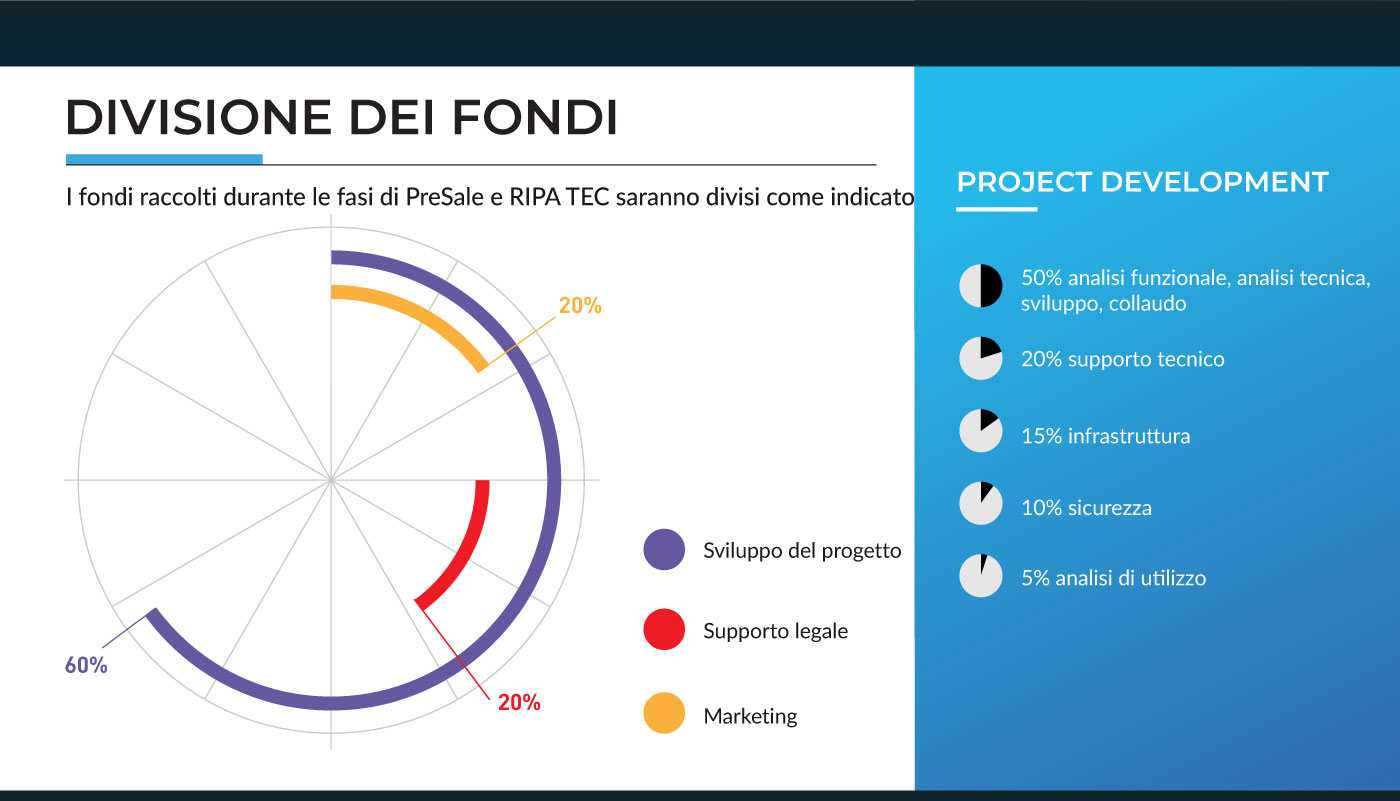 DIVISIONE DEI FONDI
I fondi raccolti durante le fasi di PreSale e RIPA TEC saranno divisi come indicato
20%
60%
20%
Sviluppo del progetto
Supporto legale
Marketing
PROJECT DEVELOPMENT
50% analisi funzionale, analisi tecnica,
sviluppo, collaudo
20% supporto tecnico
15% infrastruttura
10% sicurezza
5% analisi di utilizzo